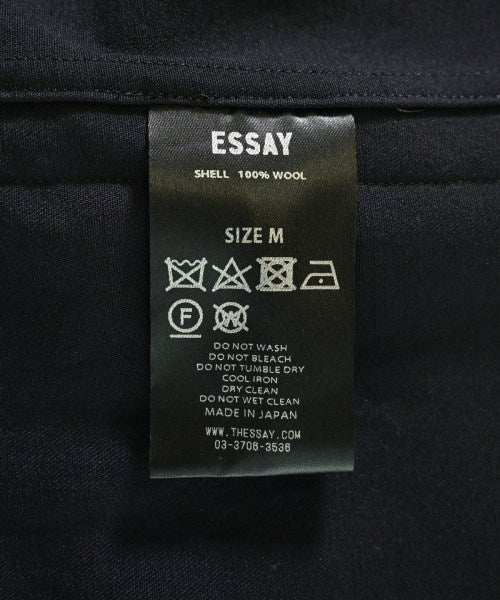 ESSAY
SHELL 100% WOOL
SIZE M
F W
DO NOT WASH
DO NOT BLEACH
DO NOT TUMBLE DRY
COOL IRON
DRY CLEAN
DO NOT WET CLEAN
MADE IN JAPAN
WWW.THESSAY.COM
03-3706-3536